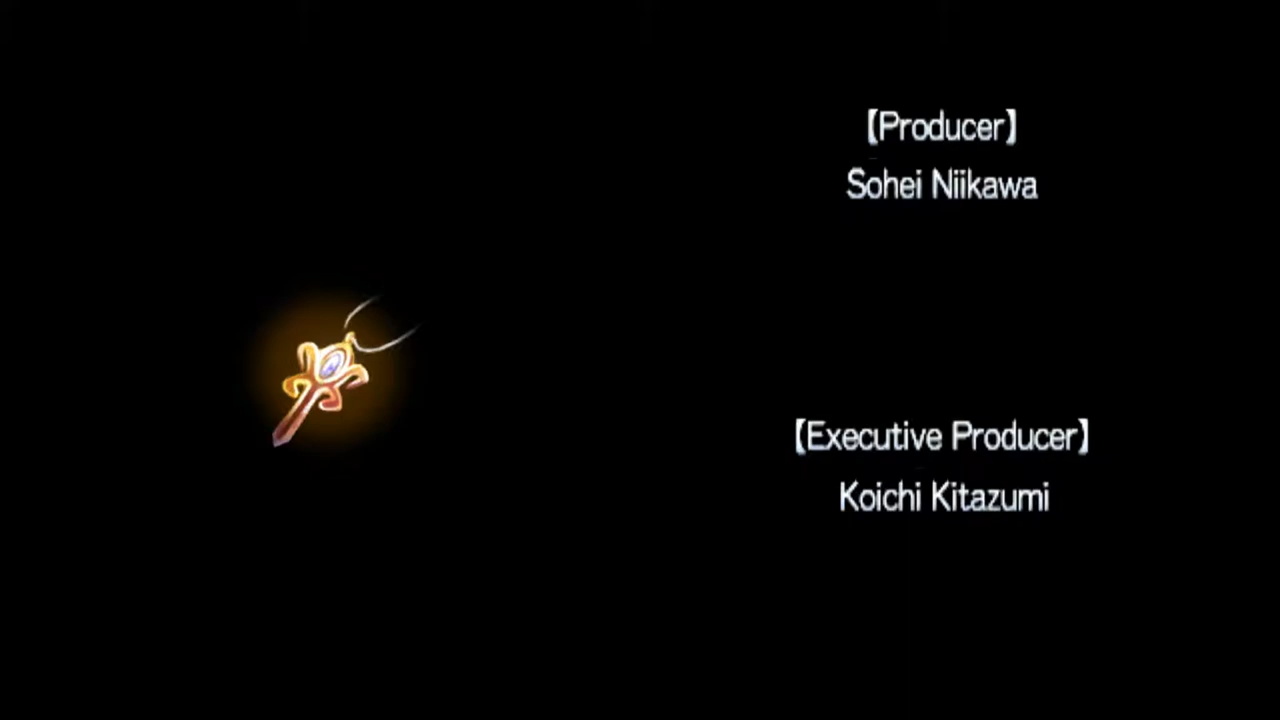 【Producer】
Sohei Niikawa
【Executive Producer】
Koichi Kitazumi